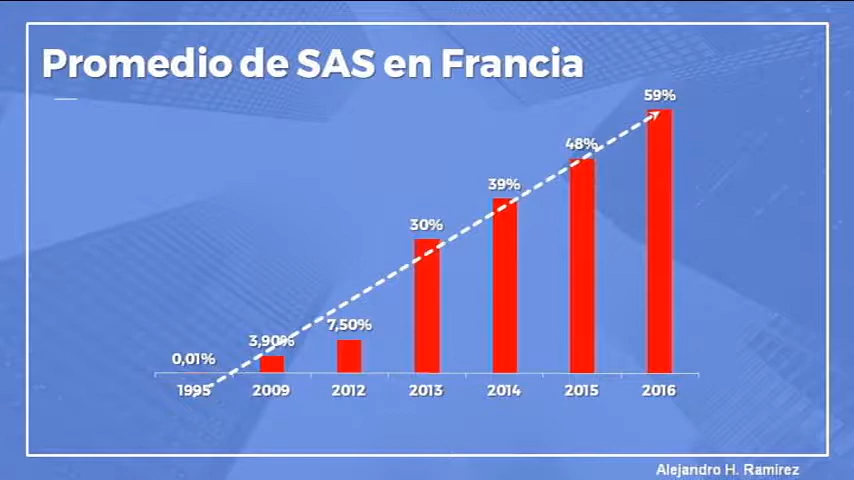 Promedio de SAS en Francia
59%
48%
39%
30%
7,50%
3,90%
0,01%
1995 2009 2012 2013 2014 2015 2016
Alejandro H. Ramirez